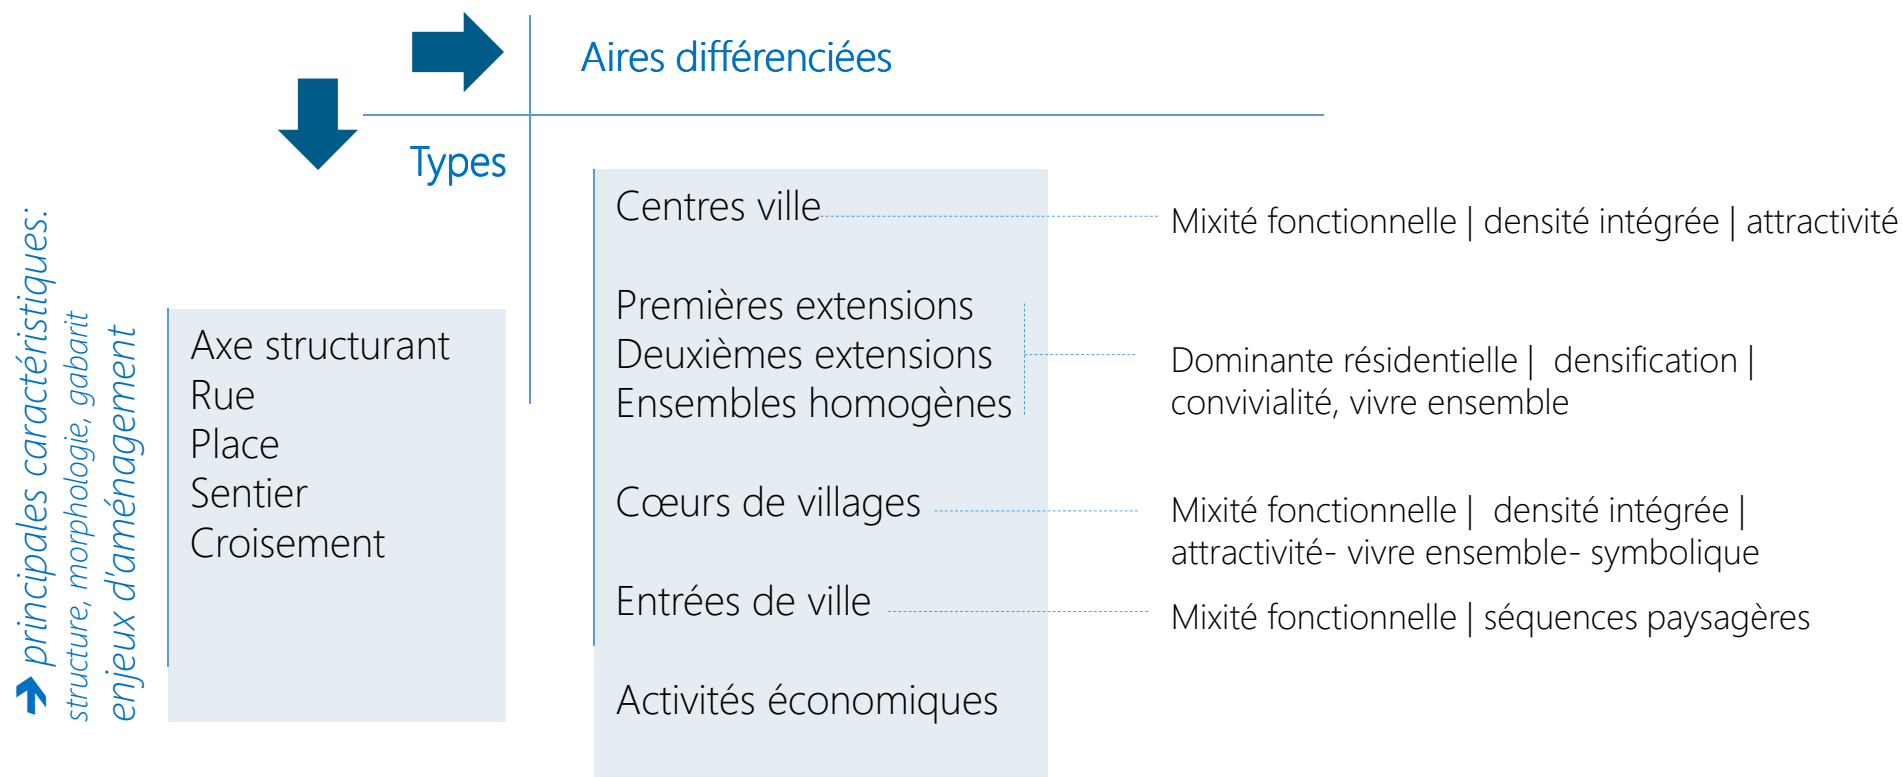 Aires différenciées
Types
➔ principales caractéristiques:
structure, morphologie, gabarit
enjeux d'aménagement
Axe structurant
Rue
Place
Sentier
Croisement
Centres ville
Premières extensions
Deuxièmes extensions
Ensembles homogènes
Cœurs de villages
Entrées de ville
Activités économiques
Mixité fonctionnelle | densité intégrée | attractivité
Dominante résidentielle | densification |
convivialité, vivre ensemble
Mixité fonctionnelle | densité intégrée |
attractivité- vivre ensemble- symbolique
Mixité fonctionnelle | séquences paysagères